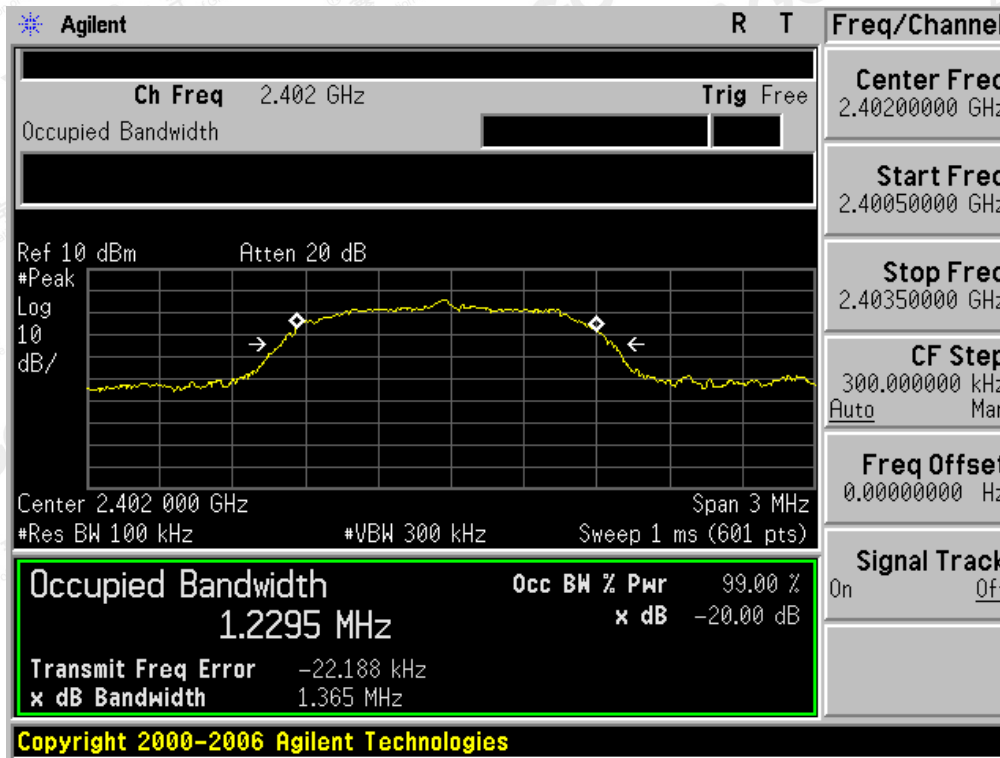 Agilent R T Freq/Channel
Ch Freq 2.402 GHz Trig Free
Occupied Bandwidth
Center Freq
2.40200000 GHz
Start Freq
2.40050000 GHz
Stop Freq
2.40350000 GHz
CF Step
300.000000 kHz
Auto Man
Freq Offset
0.00000000 Hz
Signal Track
On Off
Ref 10 dBm Atten 20 dB
#Peak
Log
10
dB/
Center 2.402 000 GHz Span 3 MHz
#Res BW 100 kHz #VBW 300 kHz Sweep 1 ms (601 pts)
Occupied Bandwidth Occ BW % Pwr 99.00 %
1.2295 MHz x dB -20.00 dB
Transmit Freq Error -22.188 kHz
x dB Bandwidth 1.365 MHz
Copyright 2000-2006 Agilent Technologies